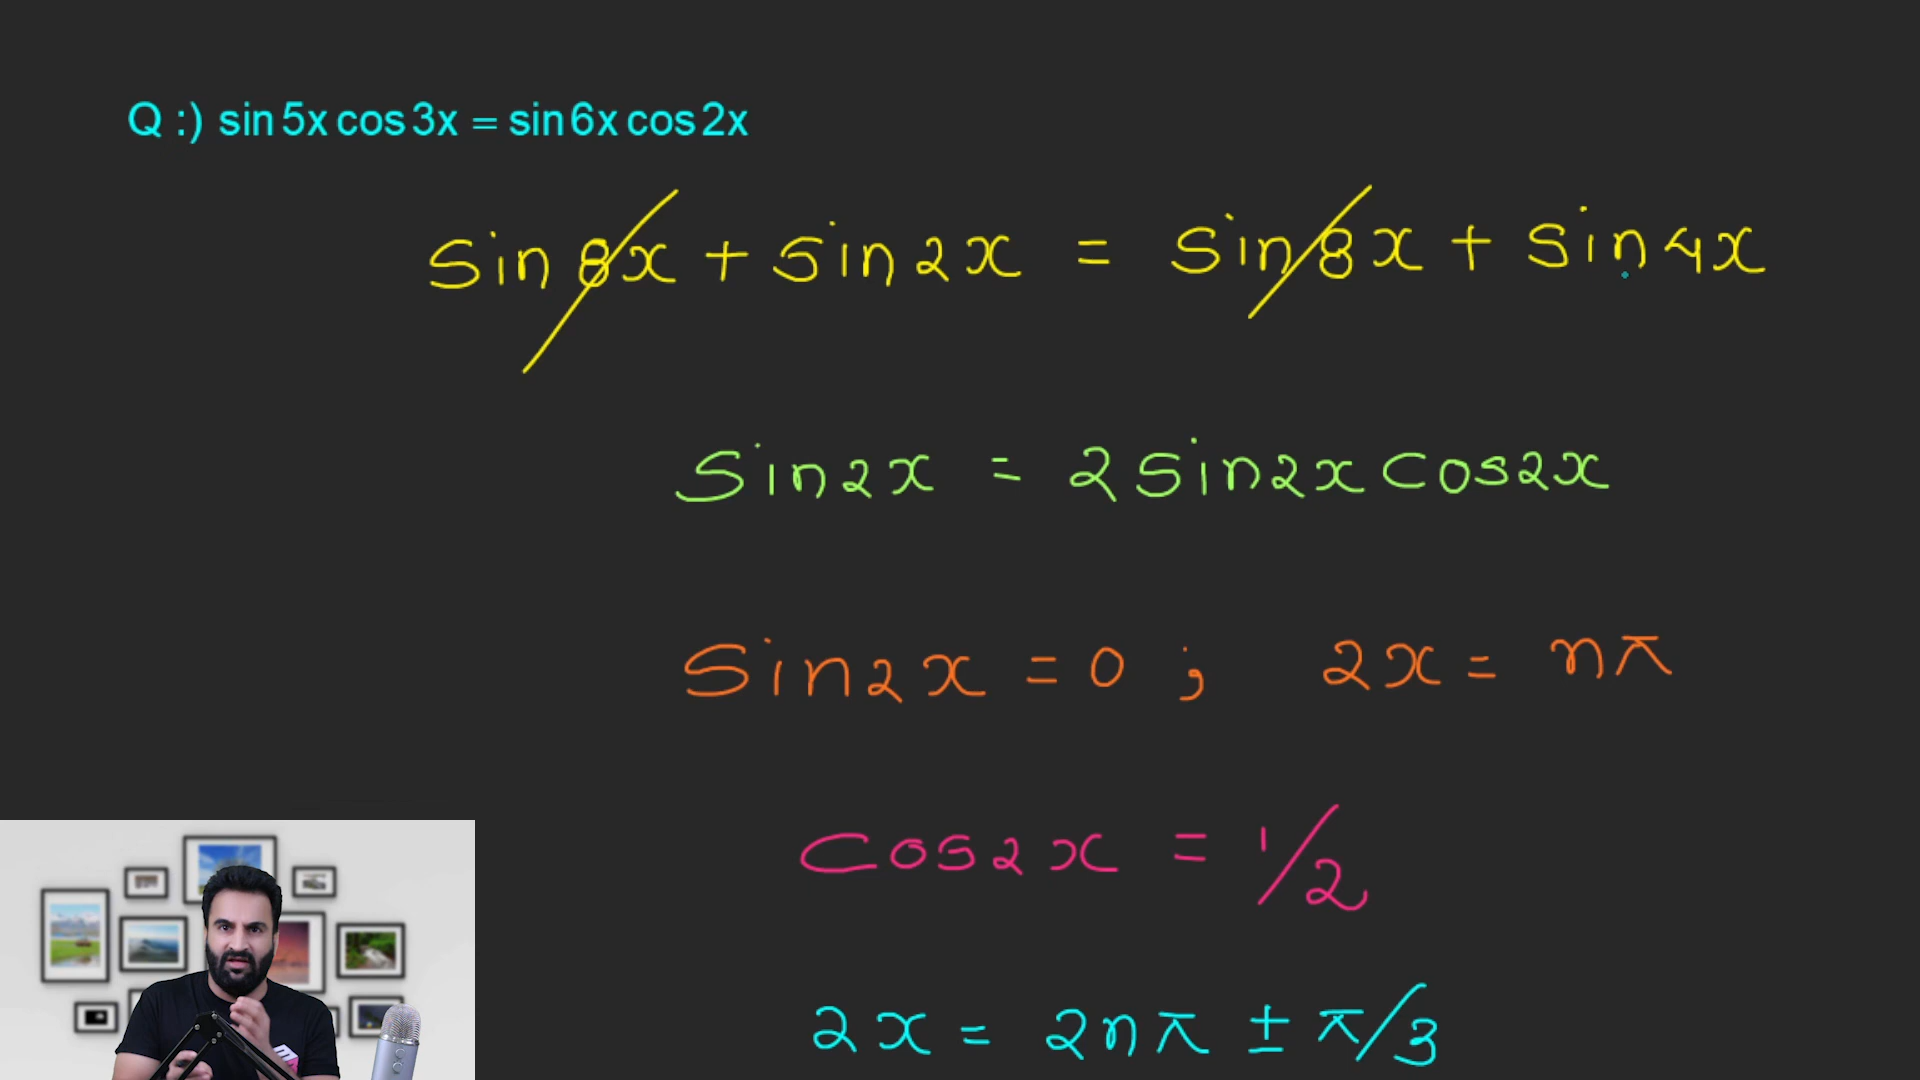 Q :) sin 5x cos 3x = sin 6x cos 2x
sin 8x + sin 2x = sin 8x + sin 4x
sin 2x = 2 sin 2x cos 2x
sin 2x = 0 ; 2x = nπ
cos 2x = 1/2
2x = 2nπ ± π/3